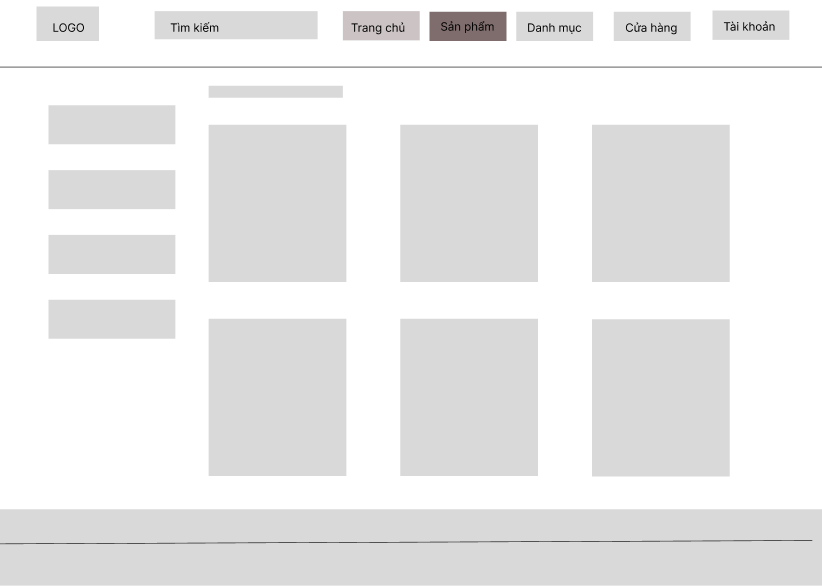 LOGO
Tìm kiếm
Trang chủ
Sản phẩm
Danh mục
Cửa hàng
Tài khoản